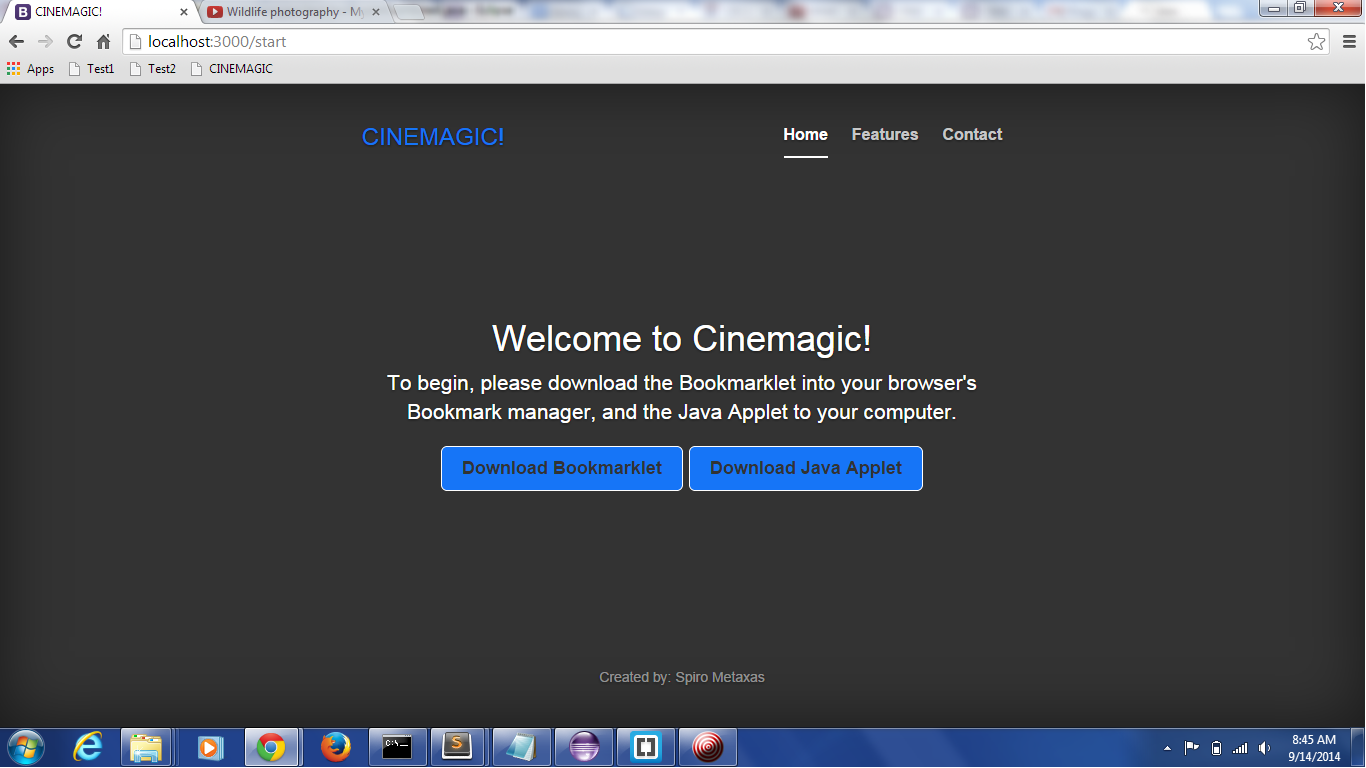 CINEMAGIC!
Wildlife photography - My
localhost:3000/start
Apps Test1 Test2 CINEMAGIC
CINEMAGIC!
Home Features Contact
Welcome to Cinemagic!
To begin, please download the Bookmarklet into your browser's
Bookmark manager, and the Java Applet to your computer.
Download Bookmarklet Download Java Applet
Created by: Spiro Metaxas
8:45 AM
9/14/2014